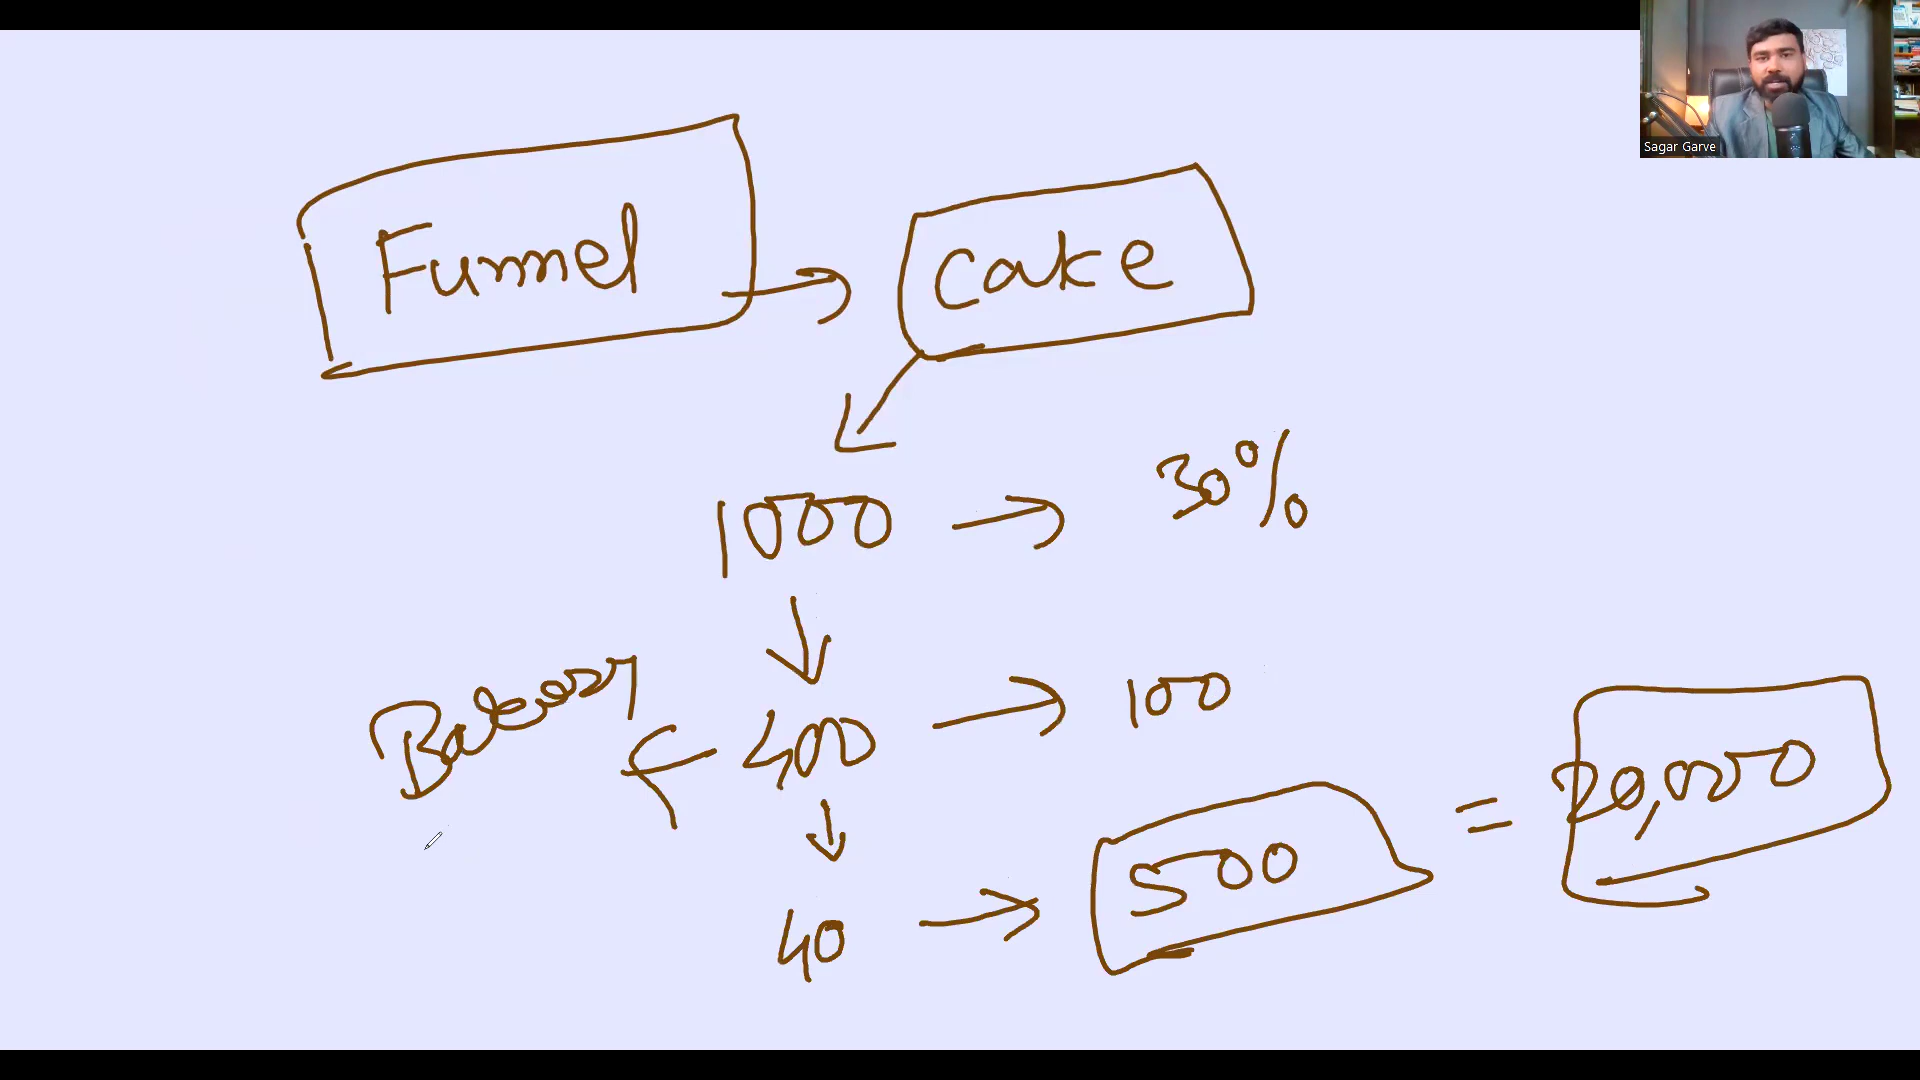 Sagar Garve
Funnel → cake
1000 → 30%
Bakery ← 400 → 100
40 → 500 = 20,000